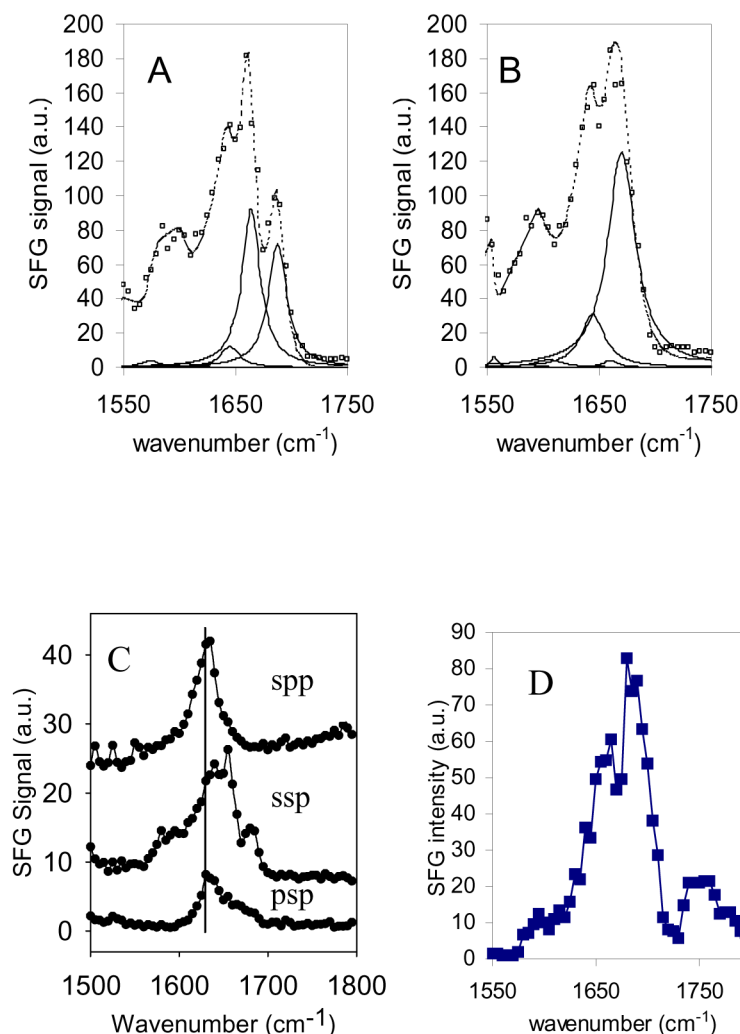 A
SFG signal (a.u.)
200
180
160
140
120
100
80
60
40
20
0
1550 1650 1750
wavenumber (cm-1)
B
SFG signal (a.u.)
200
180
160
140
120
100
80
60
40
20
0
1550 1650 1750
wavenumber (cm-1)
C
SFG Signal (a.u.)
40
30
20
10
0
spp
ssp
psp
1500 1600 1700 1800
Wavenumber (cm-1)
D
SFG intensity (a.u.)
90
80
70
60
50
40
30
20
10
0
1550 1650 1750
wavenumber (cm-1)